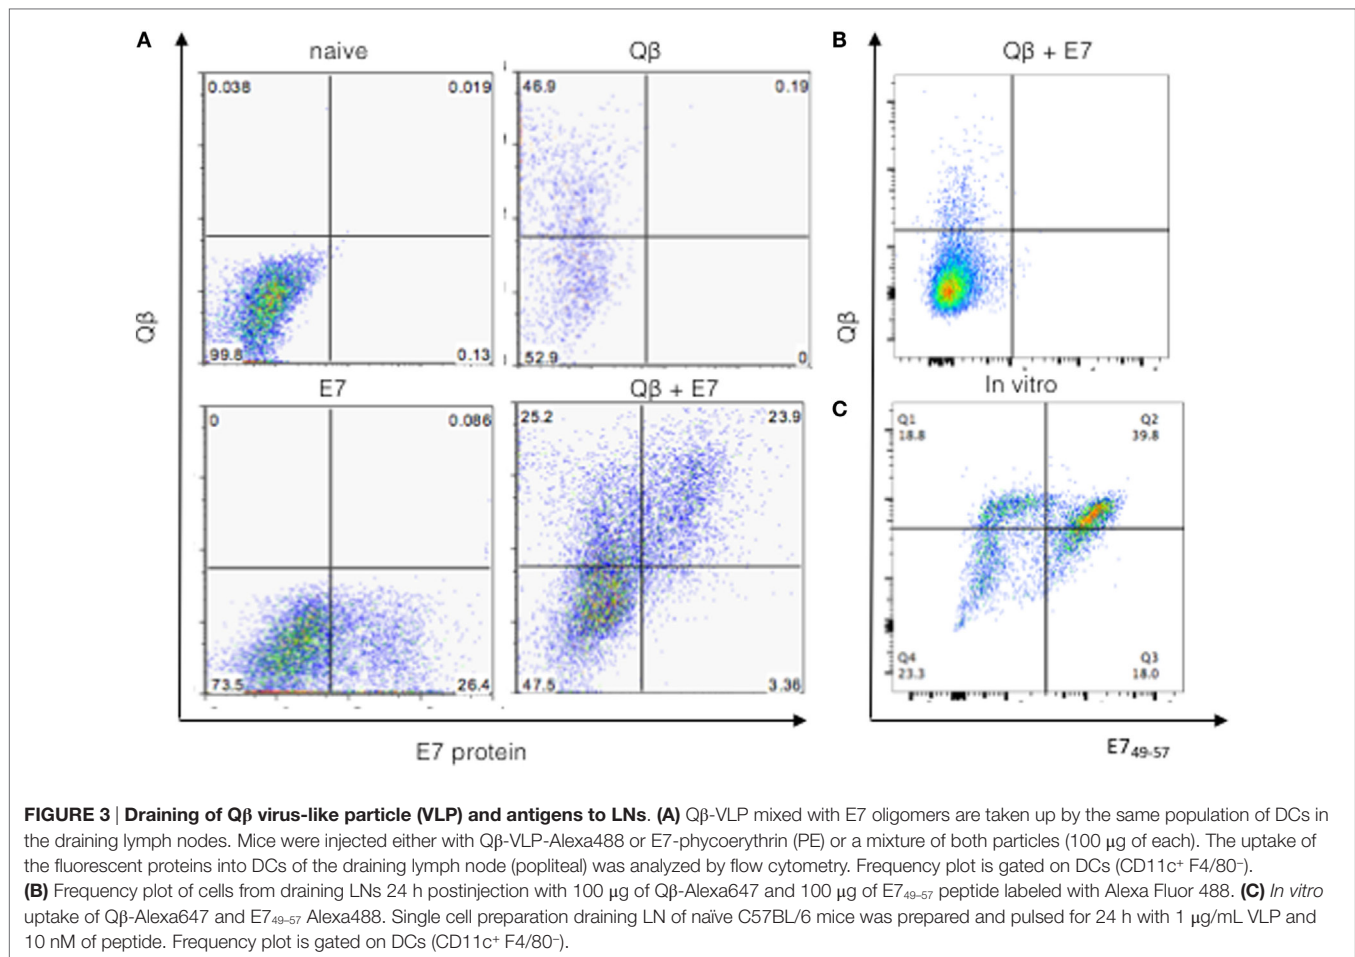 A
naive
0.038
0.019
99.8
0.13
Qβ
46.9
0.19
52.9
0
Qβ
E7
0
0.086
73.5
26.4
Qβ + E7
25.2
23.9
47.5
3.36
E7 protein
B
Qβ + E7
Qβ
In vitro
C
Q1
18.8
Q2
39.8
Q4
23.3
Q3
18.0
E7₄₉₋₅₇
FIGURE 3 | Draining of Qβ virus-like particle (VLP) and antigens to LNs. (A) Qβ-VLP mixed with E7 oligomers are taken up by the same population of DCs in
the draining lymph nodes. Mice were injected either with Qβ-VLP-Alexa488 or E7-phycoerythrin (PE) or a mixture of both particles (100 μg of each). The uptake of
the fluorescent proteins into DCs of the draining lymph node (popliteal) was analyzed by flow cytometry. Frequency plot is gated on DCs (CD11c⁺ F4/80⁻).
(B) Frequency plot of cells from draining LNs 24 h postinjection with 100 μg of Qβ-Alexa647 and 100 μg of E7₄₉₋₅₇ peptide labeled with Alexa Fluor 488. (C) In vitro
uptake of Qβ-Alexa647 and E7₄₉₋₅₇ Alexa488. Single cell preparation draining LN of naïve C57BL/6 mice was prepared and pulsed for 24 h with 1 μg/mL VLP and
10 nM of peptide. Frequency plot is gated on DCs (CD11c⁺ F4/80⁻).